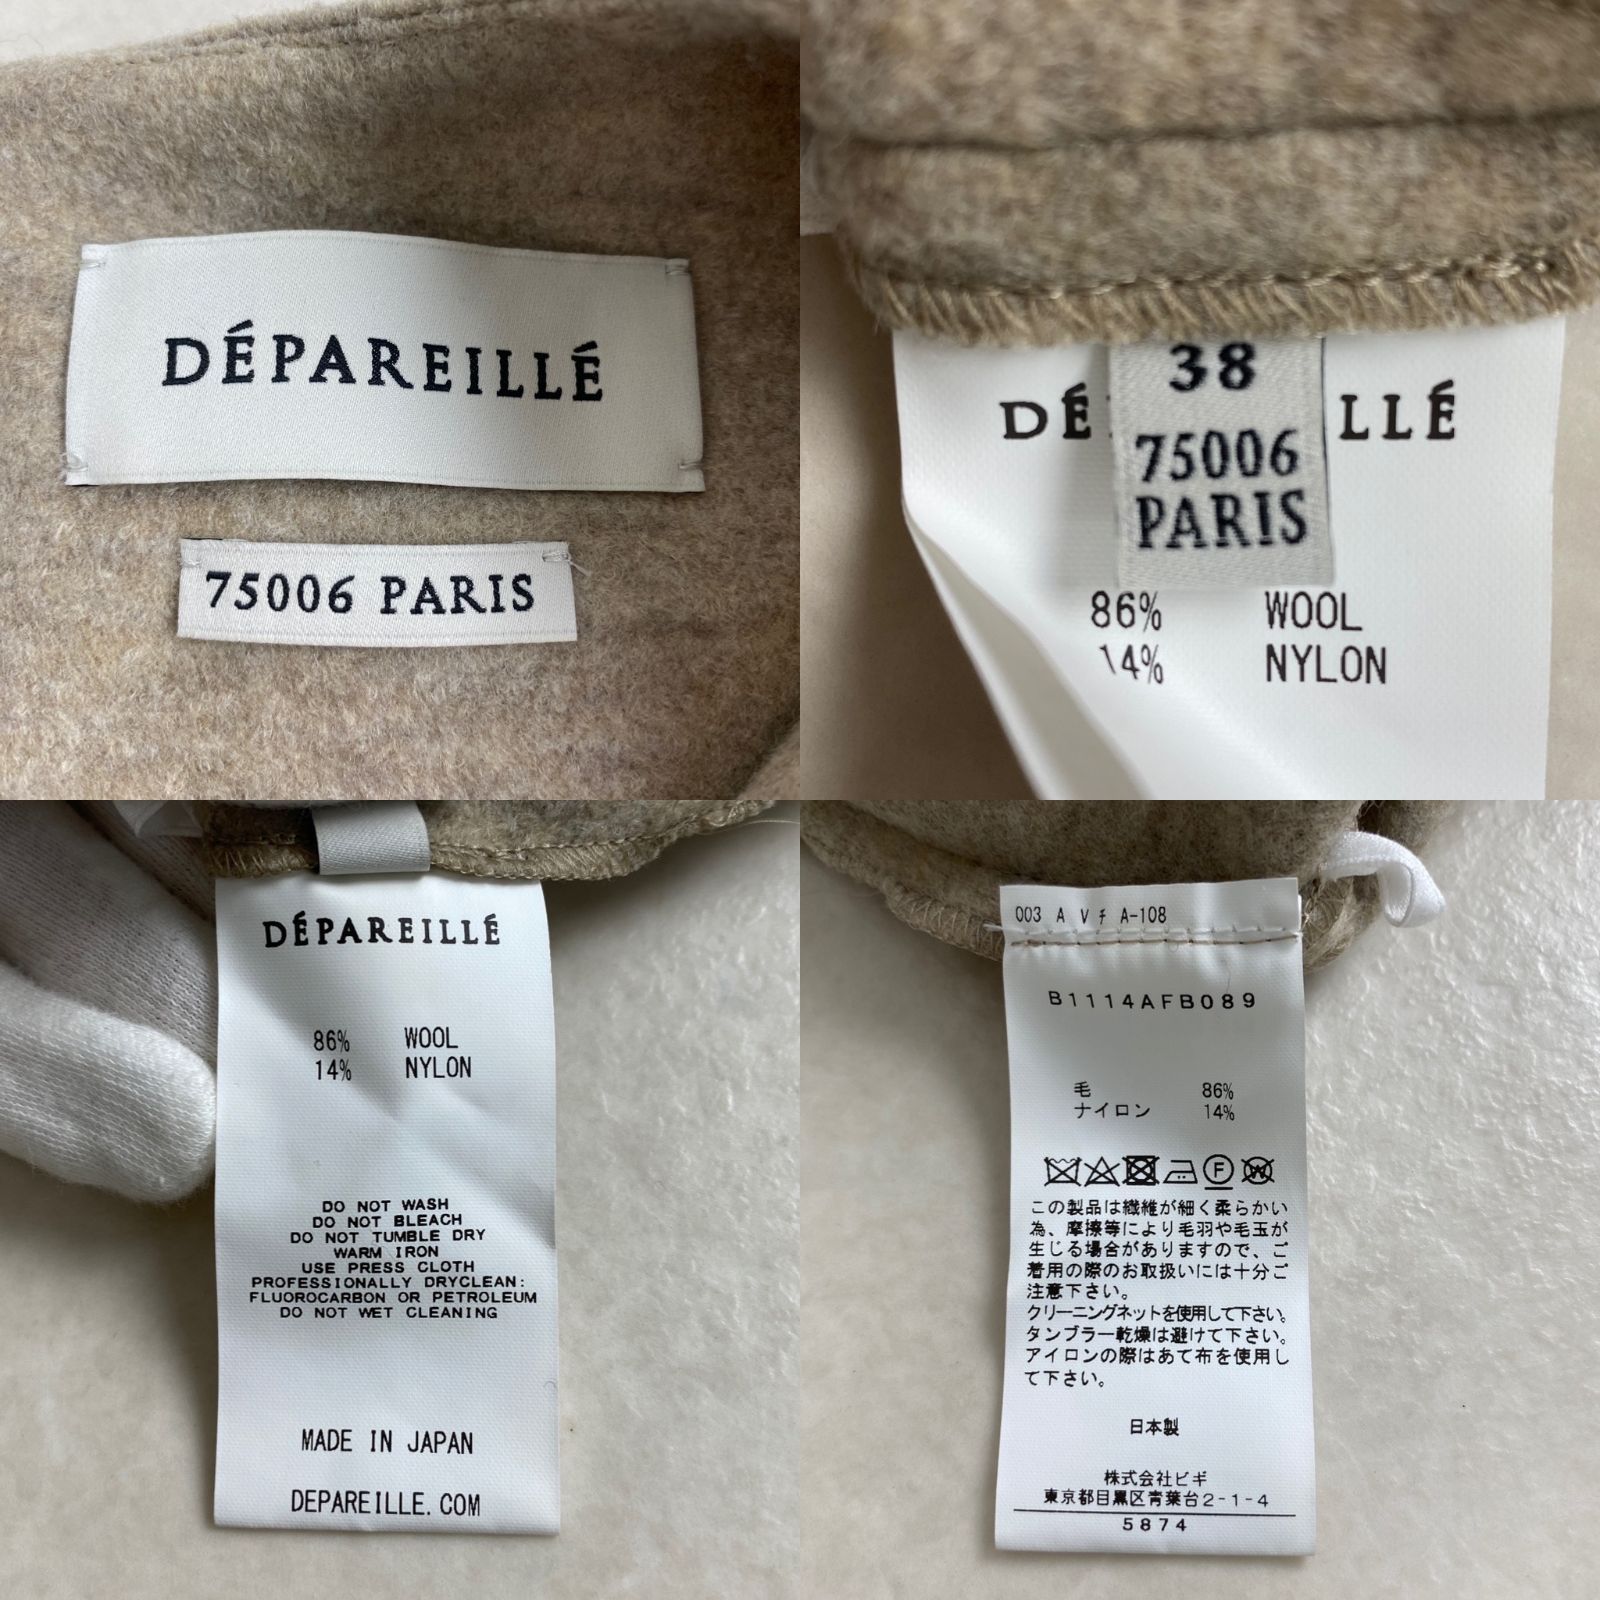 DÉPAREILLÉ
75006 PARIS
38
DÉ LLÉ
75006
PARIS
86% WOOL
14% NYLON
DÉPAREILLÉ
86% WOOL
14% NYLON
DO NOT WASH
DO NOT BLEACH
DO NOT TUMBLE DRY
WARM IRON
USE PRESS CLOTH
PROFESSIONALLY DRYCLEAN:
FLUOROCARBON OR PETROLEUM
DO NOT WET CLEANING
MADE IN JAPAN
DEPAREILLE.COM
003 A V ﾁ A-108
B1114AFB089
毛 86%
ナイロン 14%
F W
この製品は繊維が細く柔らかい
為、摩擦等により毛羽や毛玉が
生じる場合がありますので、ご
着用の際のお取扱いには十分ご
注意下さい。
クリーニングネットを使用して下さい。
タンブラー乾燥は避けて下さい。
アイロンの際はあて布を使用し
て下さい。
日本製
株式会社ビギ
東京都目黒区青葉台2-1-4
5874